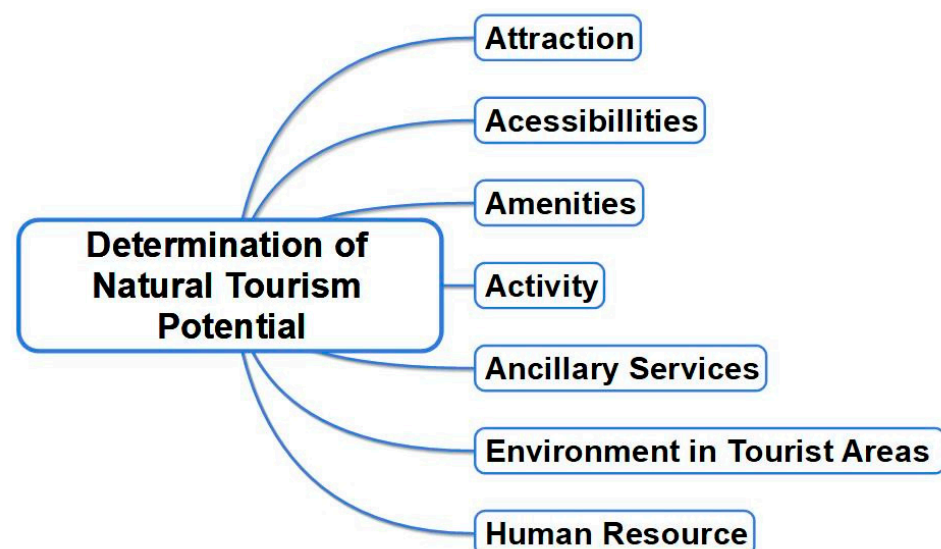 Attraction
Acessibillities
Amenities
Determination of
Natural Tourism
Potential
Activity
Ancillary Services
Environment in Tourist Areas
Human Resource